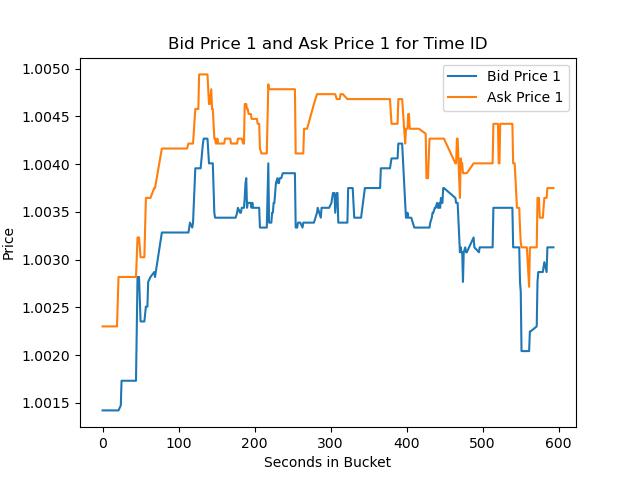 Bid Price 1 and Ask Price 1 for Time ID
Bid Price 1
Ask Price 1
1.0050
1.0045
1.0040
1.0035
1.0030
1.0025
1.0020
1.0015
Price
0 100 200 300 400 500 600
Seconds in Bucket